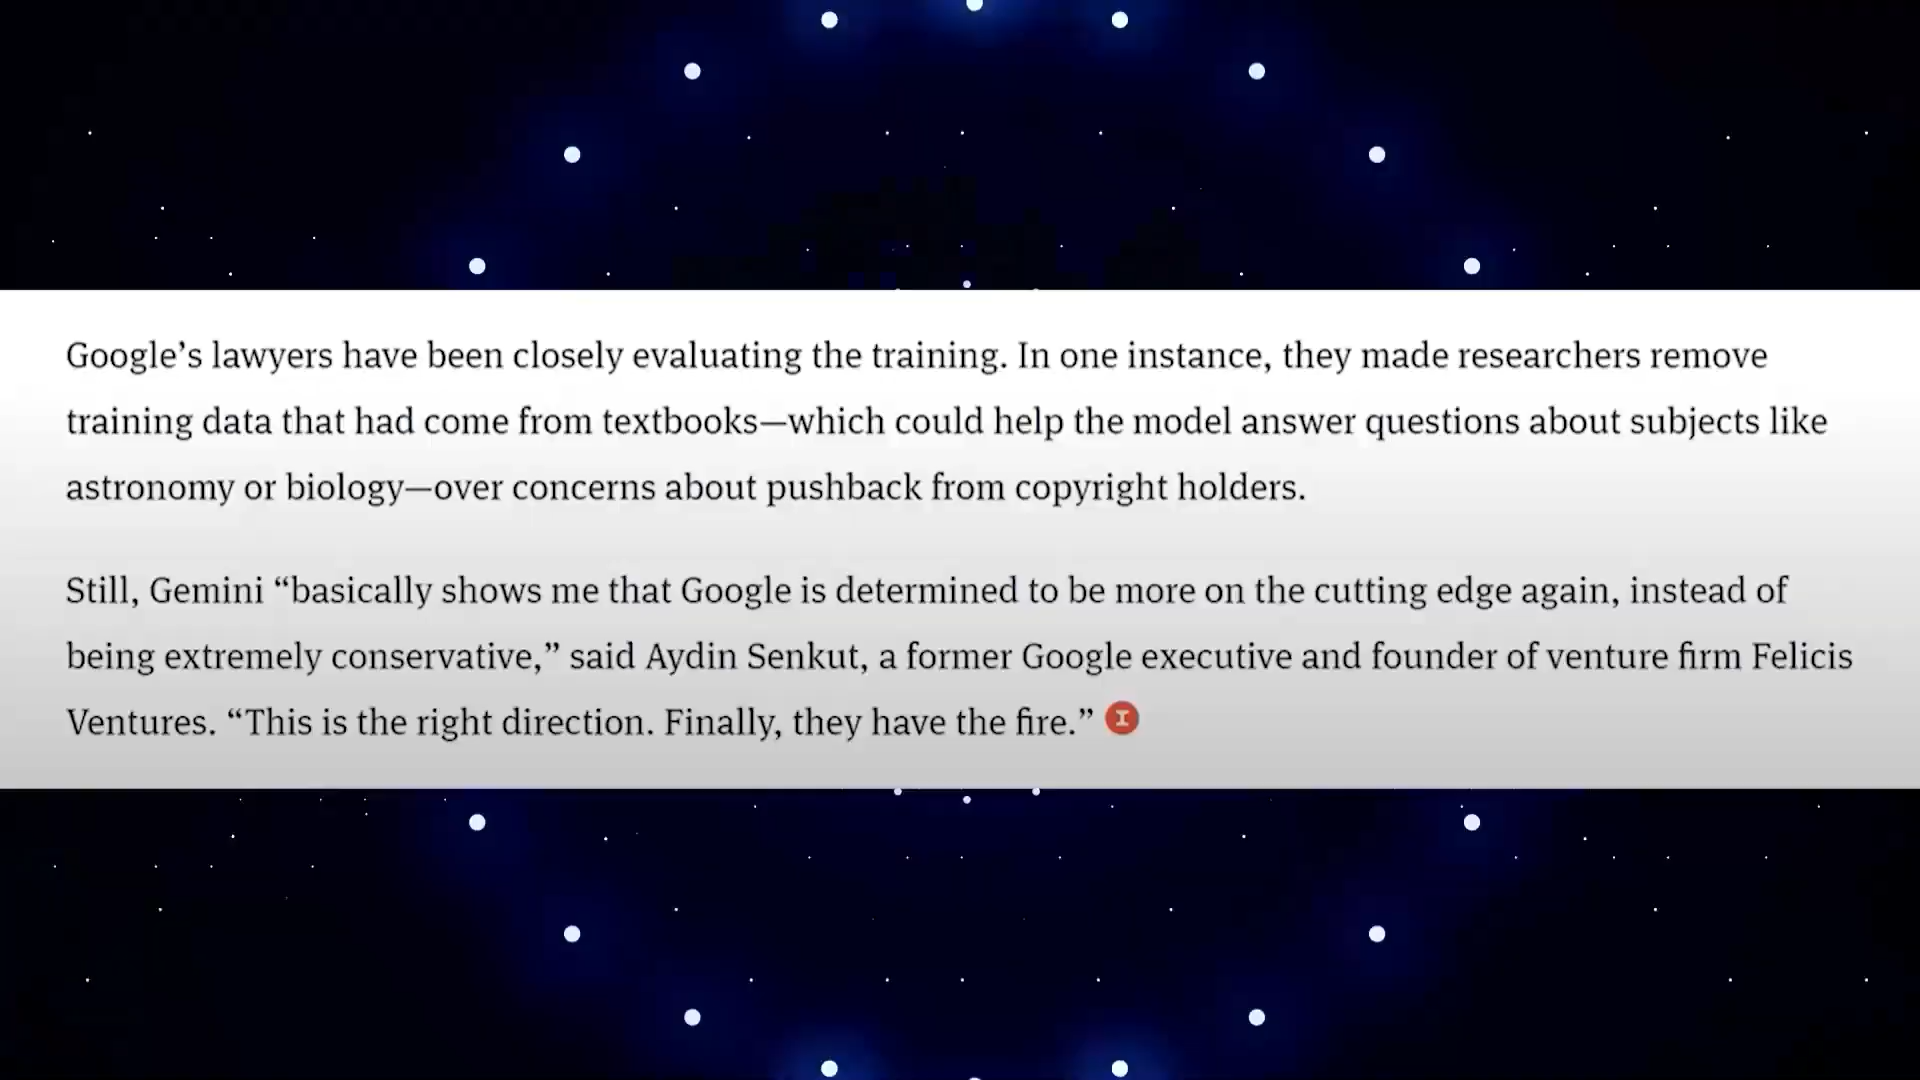 Google’s lawyers have been closely evaluating the training. In one instance, they made researchers remove
training data that had come from textbooks—which could help the model answer questions about subjects like
astronomy or biology—over concerns about pushback from copyright holders.
Still, Gemini “basically shows me that Google is determined to be more on the cutting edge again, instead of
being extremely conservative,” said Aydin Senkut, a former Google executive and founder of venture firm Felicis
Ventures. “This is the right direction. Finally, they have the fire.” I